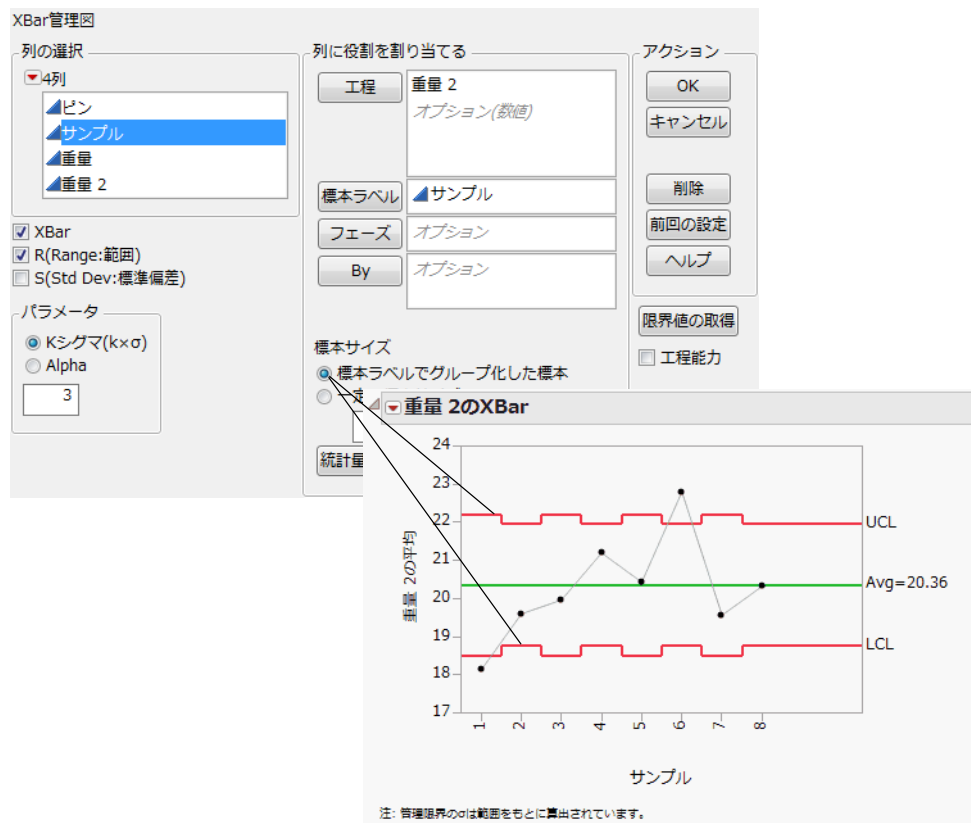 XBar管理図
列の選択
4列
ピン
サンプル
重量
重量 2
XBar
R(Range:範囲)
S(Std Dev:標準偏差)
パラメータ
Kシグマ(k×σ)
Alpha
3
列に役割を割り当てる
工程
重量 2
オプション(数値)
標本ラベル
サンプル
フェーズ
オプション
By
オプション
標本サイズ
標本ラベルでグループ化した標本
統計量
アクション
OK
キャンセル
削除
前回の設定
ヘルプ
限界値の取得
工程能力
重量 2のXBar
重量 2の平均
24
23
22
21
20
19
18
17
UCL
Avg=20.36
LCL
1 2 3 4 5 6 7 8
サンプル
注: 管理限界のσは範囲をもとに算出されています。